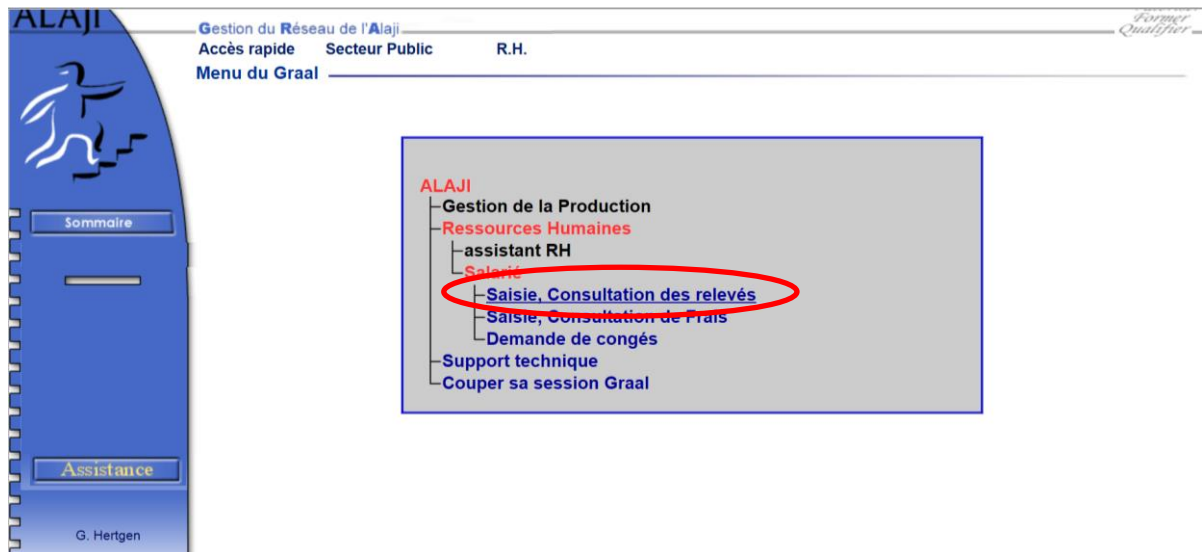 ALAJI
Gestion du Réseau de l'Alaji
Former
Qualifier
Accès rapide Secteur Public R.H.
Menu du Graal
ALAJI
Gestion de la Production
Ressources Humaines
assistant RH
Salarié
Saisie, Consultation des relevés
Saisie, Consultation de Frais
Demande de congés
Support technique
Couper sa session Graal
Sommaire
Assistance
G. Hertgen